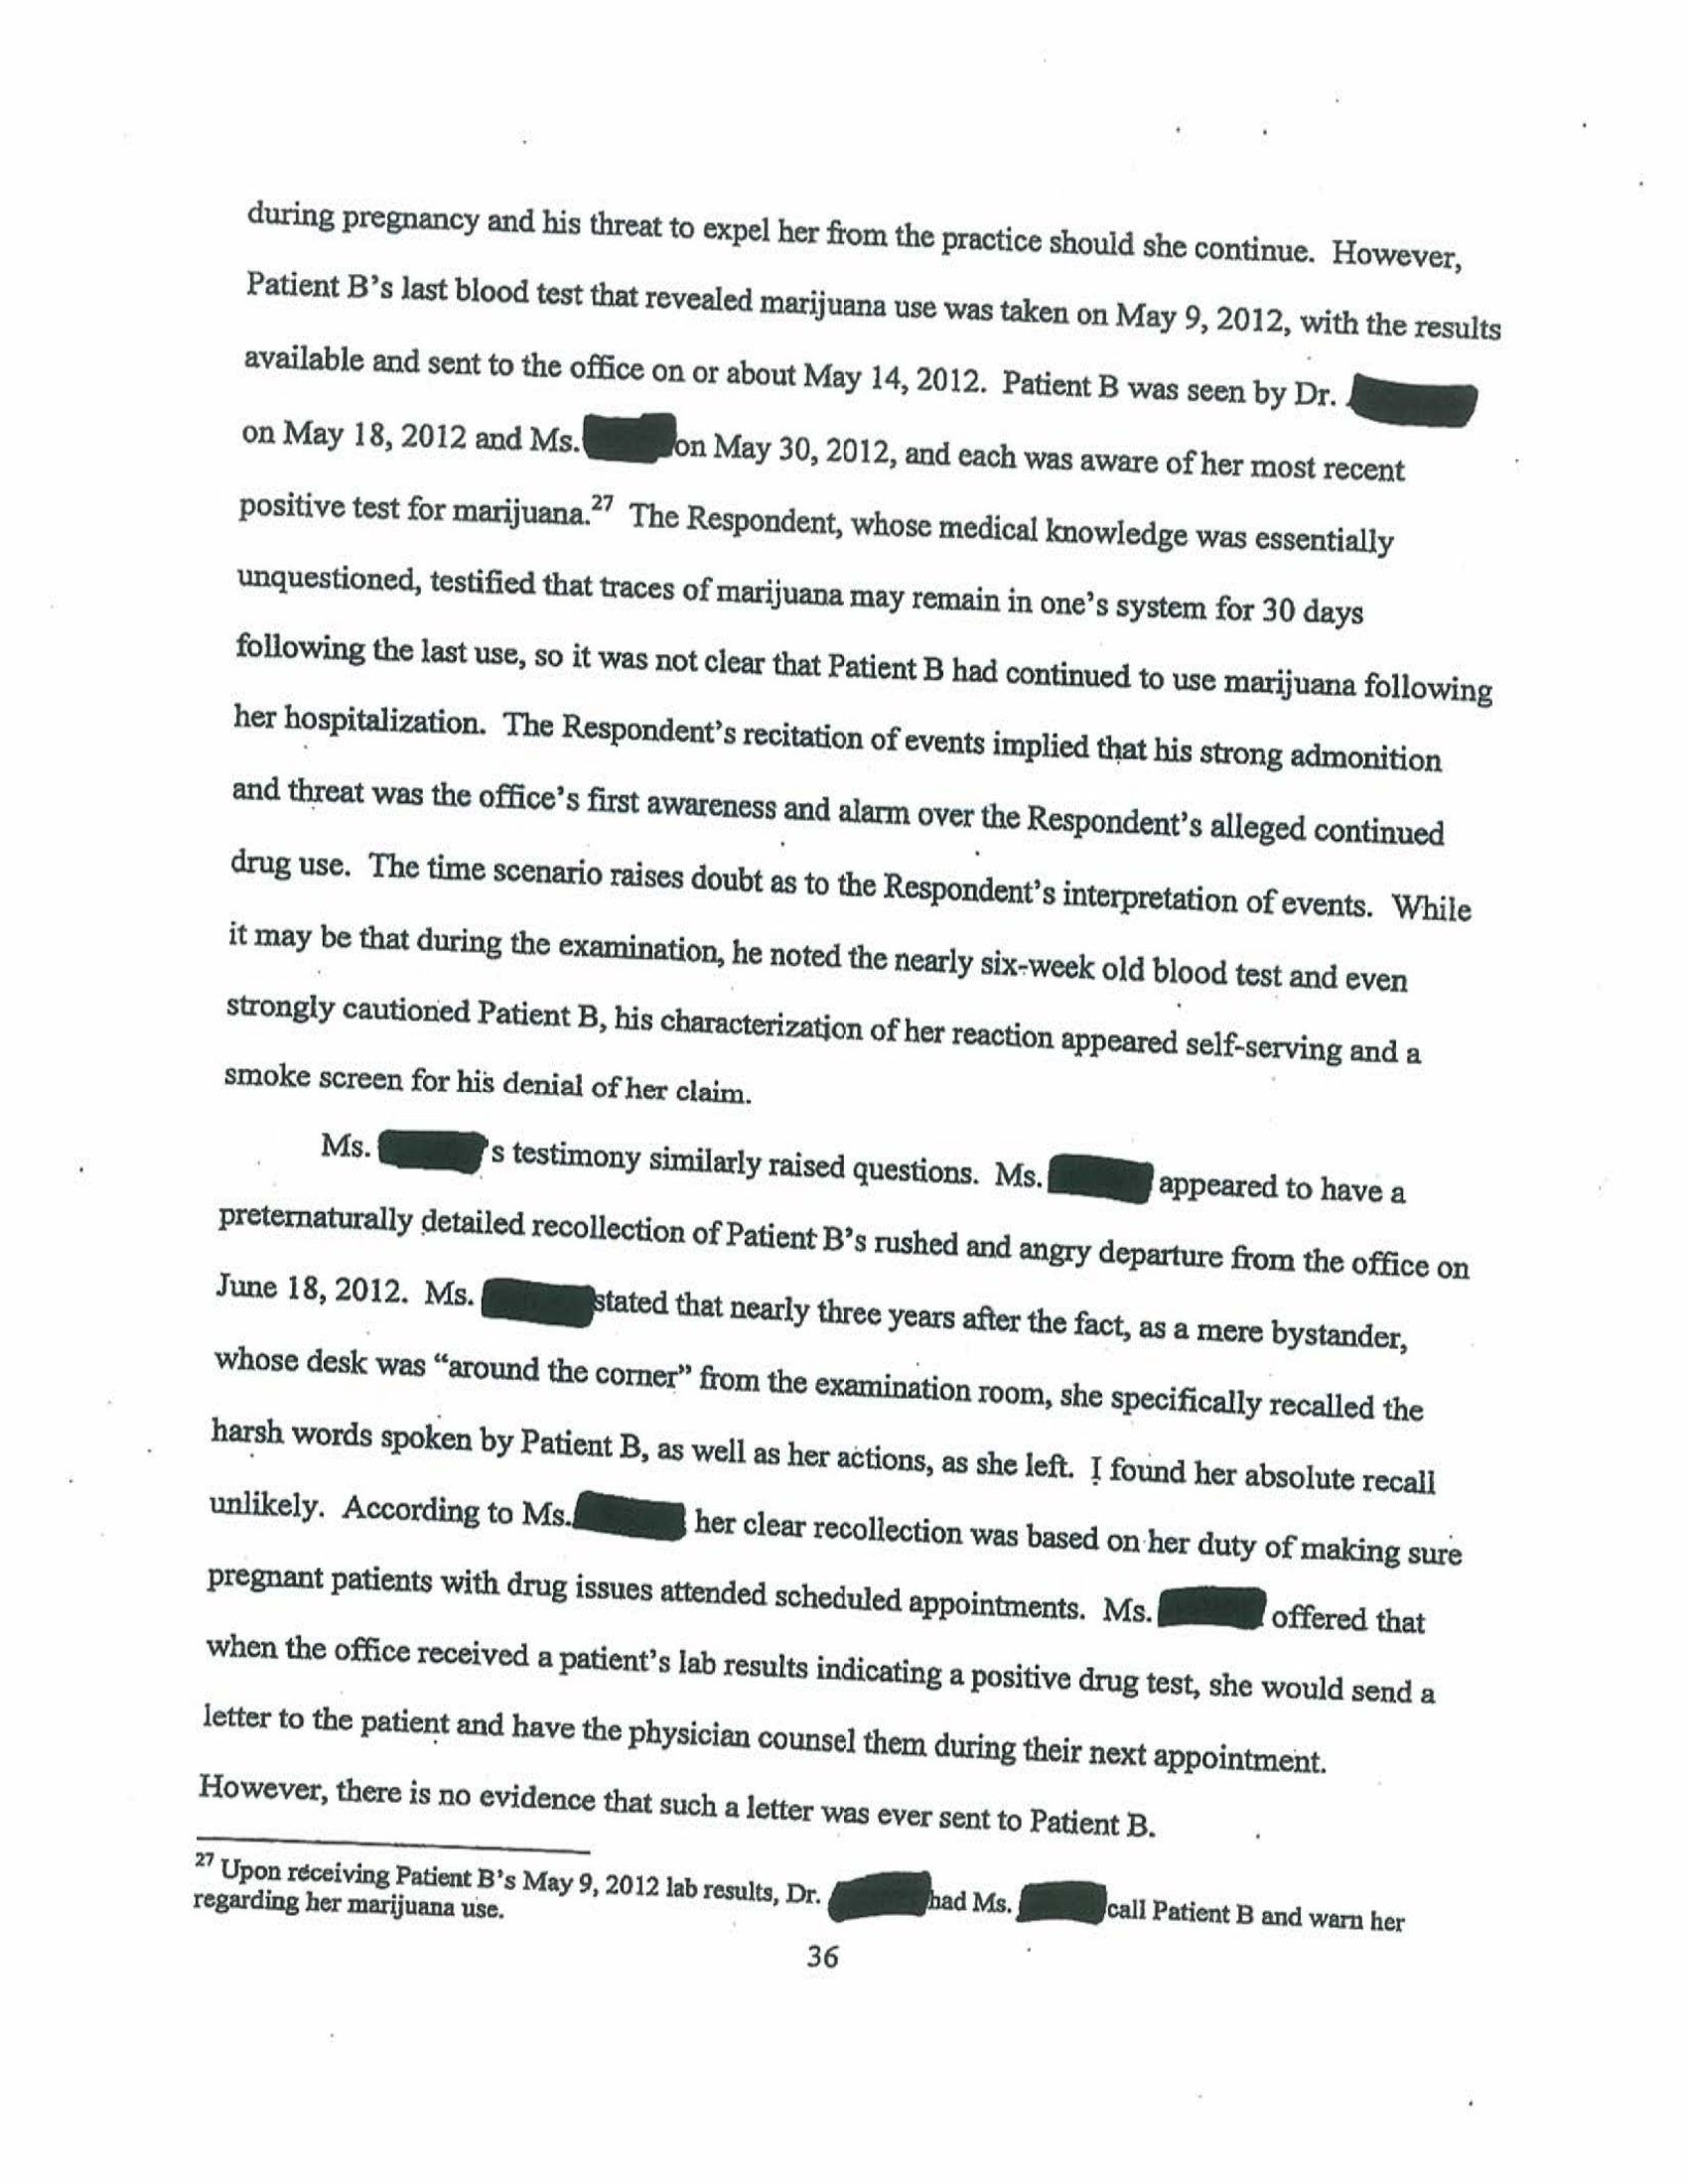 during pregnancy and his threat to expel her from the practice should she continue. However,
Patient B's last blood test that revealed marijuana use was taken on May 9, 2012, with the results
available and sent to the office on or about May 14, 2012. Patient B was seen by Dr.
on May 18, 2012 and Ms. on May 30, 2012, and each was aware of her most recent
positive test for marijuana.27 The Respondent, whose medical knowledge was essentially
unquestioned, testified that traces of marijuana may remain in one's system for 30 days
following the last use, so it was not clear that Patient B had continued to use marijuana following
her hospitalization. The Respondent's recitation of events implied that his strong admonition
and threat was the office's first awareness and alarm over the Respondent's alleged continued
drug use. The time scenario raises doubt as to the Respondent's interpretation of events. While
it may be that during the examination, he noted the nearly six-week old blood test and even
strongly cautioned Patient B, his characterization of her reaction appeared self-serving and a
smoke screen for his denial of her claim.
Ms. 's testimony similarly raised questions. Ms. appeared to have a
preternaturally detailed recollection of Patient B's rushed and angry departure from the office on
June 18, 2012. Ms. stated that nearly three years after the fact, as a mere bystander,
whose desk was "around the corner" from the examination room, she specifically recalled the
harsh words spoken by Patient B, as well as her actions, as she left. I found her absolute recall
unlikely. According to Ms. her clear recollection was based on her duty of making sure
pregnant patients with drug issues attended scheduled appointments. Ms. offered that
when the office received a patient's lab results indicating a positive drug test, she would send a
letter to the patient and have the physician counsel them during their next appointment.
However, there is no evidence that such a letter was ever sent to Patient B.
27 Upon receiving Patient B's May 9, 2012 lab results, Dr. had Ms. call Patient B and warn her
regarding her marijuana use.
36